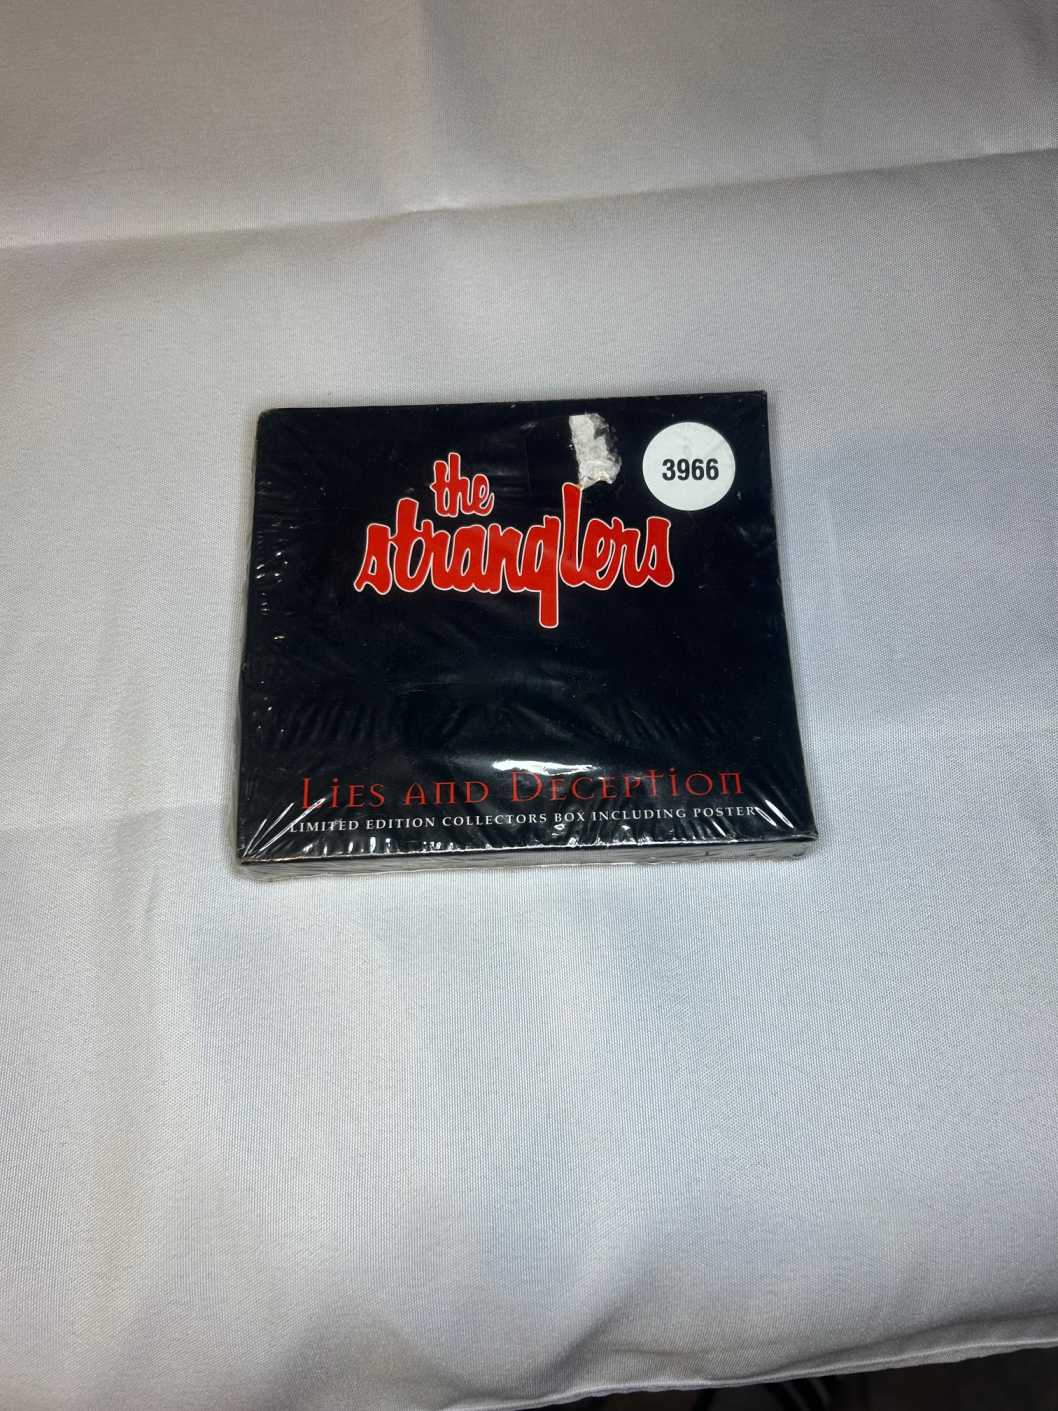 3966
the
stranglers
Lies and Deception
LIMITED EDITION COLLECTORS BOX INCLUDING POSTER